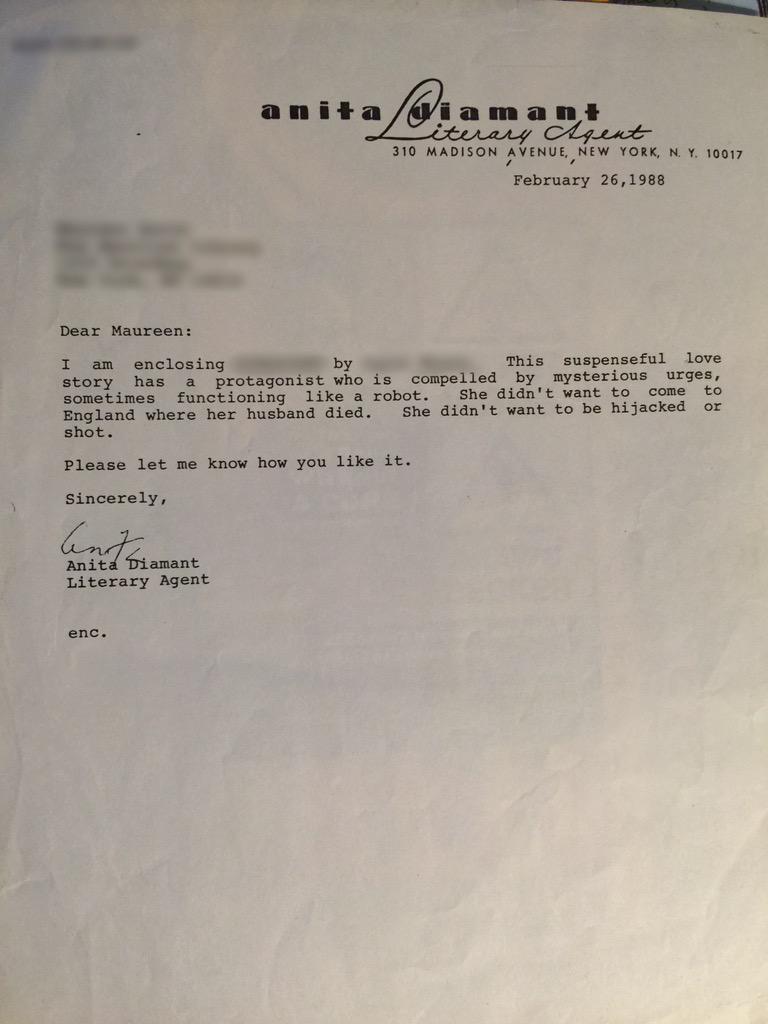 anita Diamant
Literary Agent
310 MADISON AVENUE, NEW YORK, N. Y. 10017
February 26,1988
Dear Maureen:
I am enclosing by This suspenseful love
story has a protagonist who is compelled by mysterious urges,
sometimes functioning like a robot. She didn't want to come to
England where her husband died. She didn't want to be hijacked or
shot.
Please let me know how you like it.
Sincerely,
Anita
Anita Diamant
Literary Agent
enc.